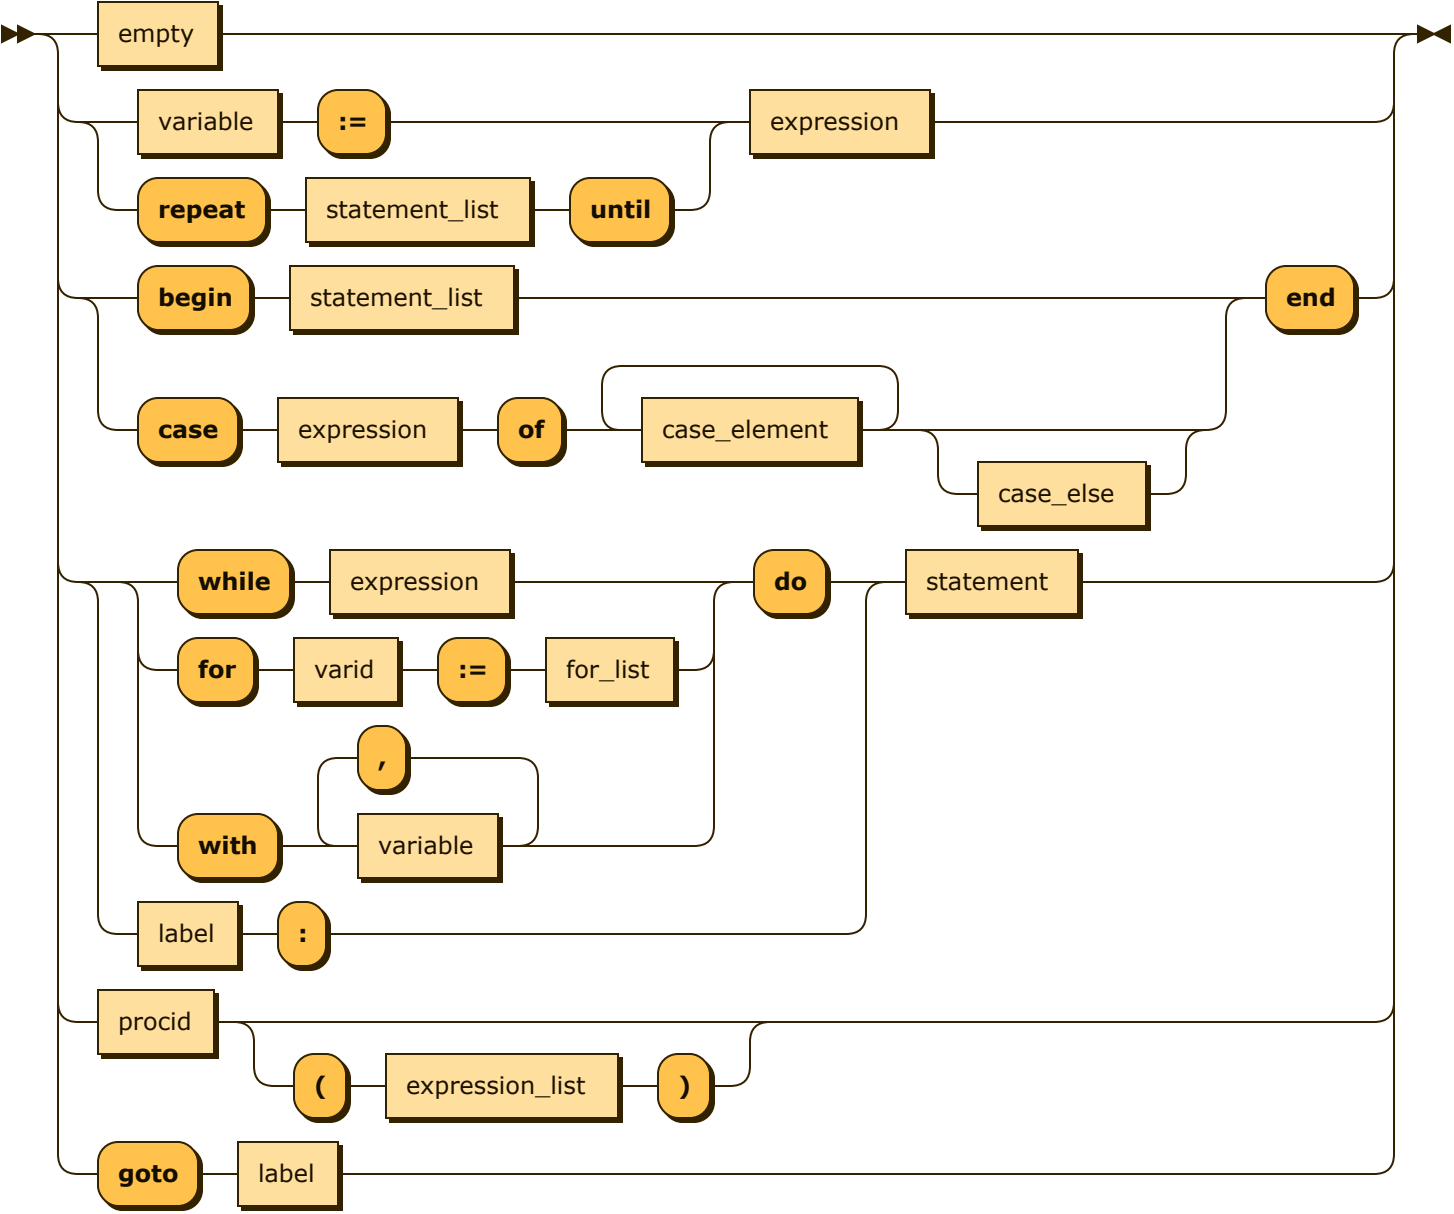 empty
variable := expression
repeat statement_list until
begin statement_list end
case expression of case_element
case_else
while expression do statement
for varid := for_list
,
with variable
label :
procid
( expression_list )
goto label